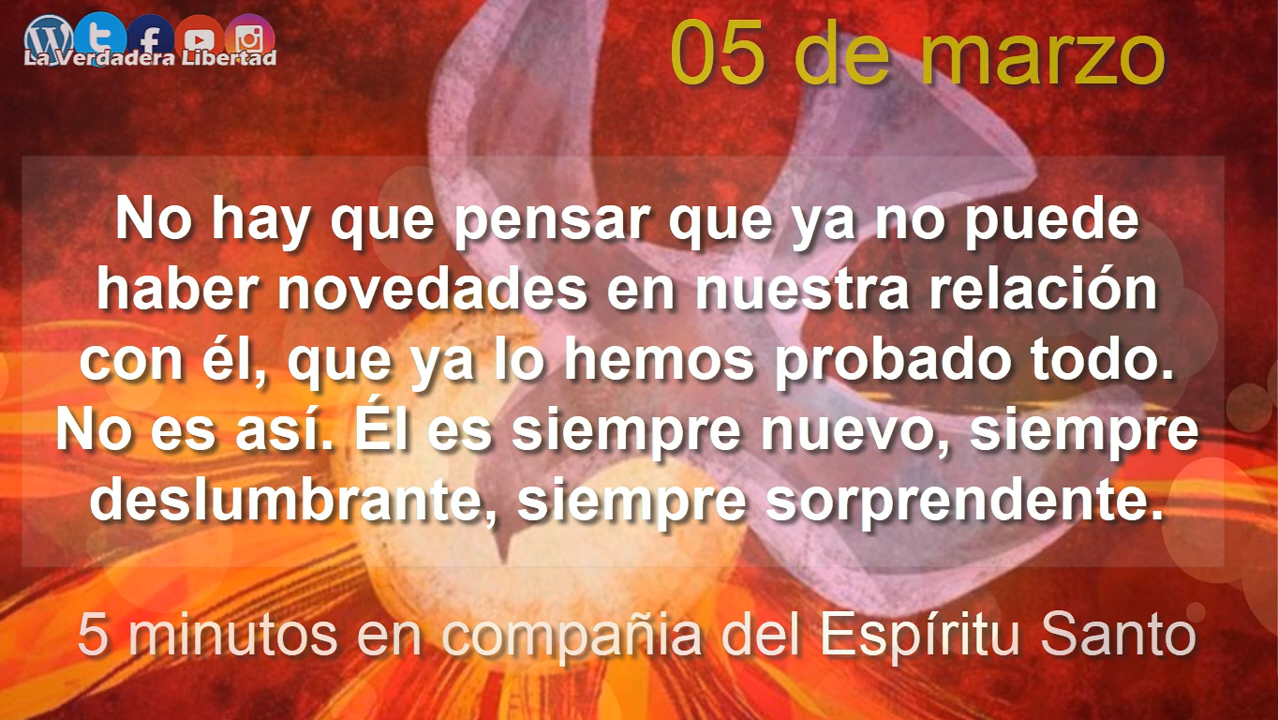 La Verdadera Libertad
05 de marzo
No hay que pensar que ya no puede
haber novedades en nuestra relación
con él, que ya lo hemos probado todo.
No es así. Él es siempre nuevo, siempre
deslumbrante, siempre sorprendente.
5 minutos en compañia del Espíritu Santo